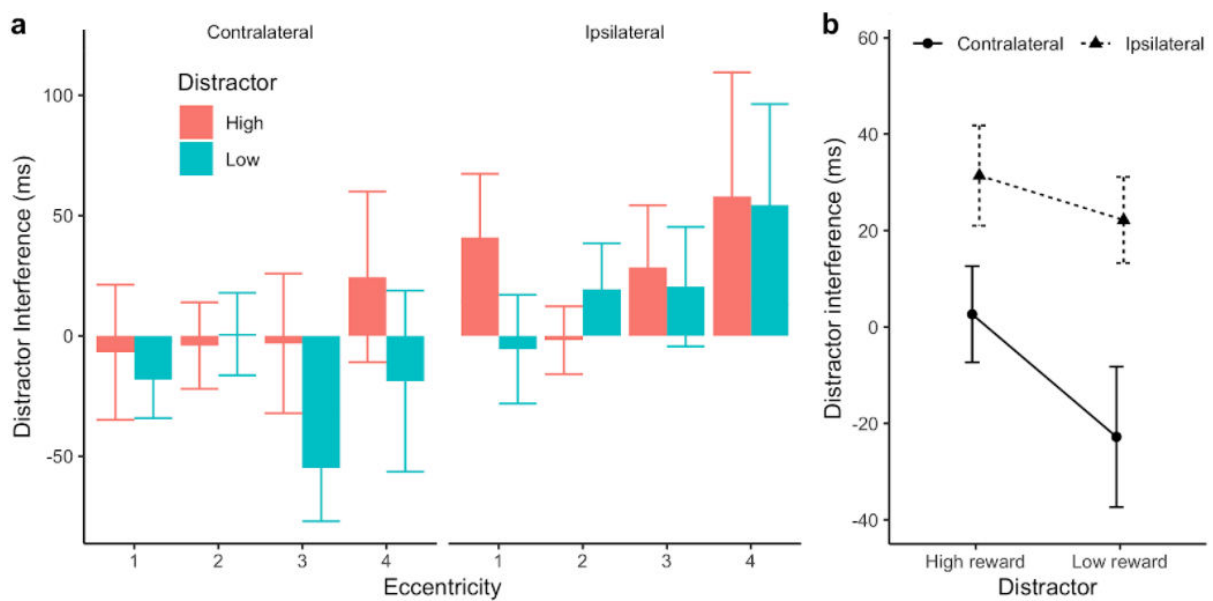 a
Contralateral
Ipsilateral
Distractor
High
Low
Distractor Interference (ms)
100
50
0
-50
1 2 3 4
1 2 3 4
Eccentricity
b
Contralateral
Ipsilateral
Distractor interference (ms)
60
40
20
0
-20
-40
High reward
Low reward
Distractor